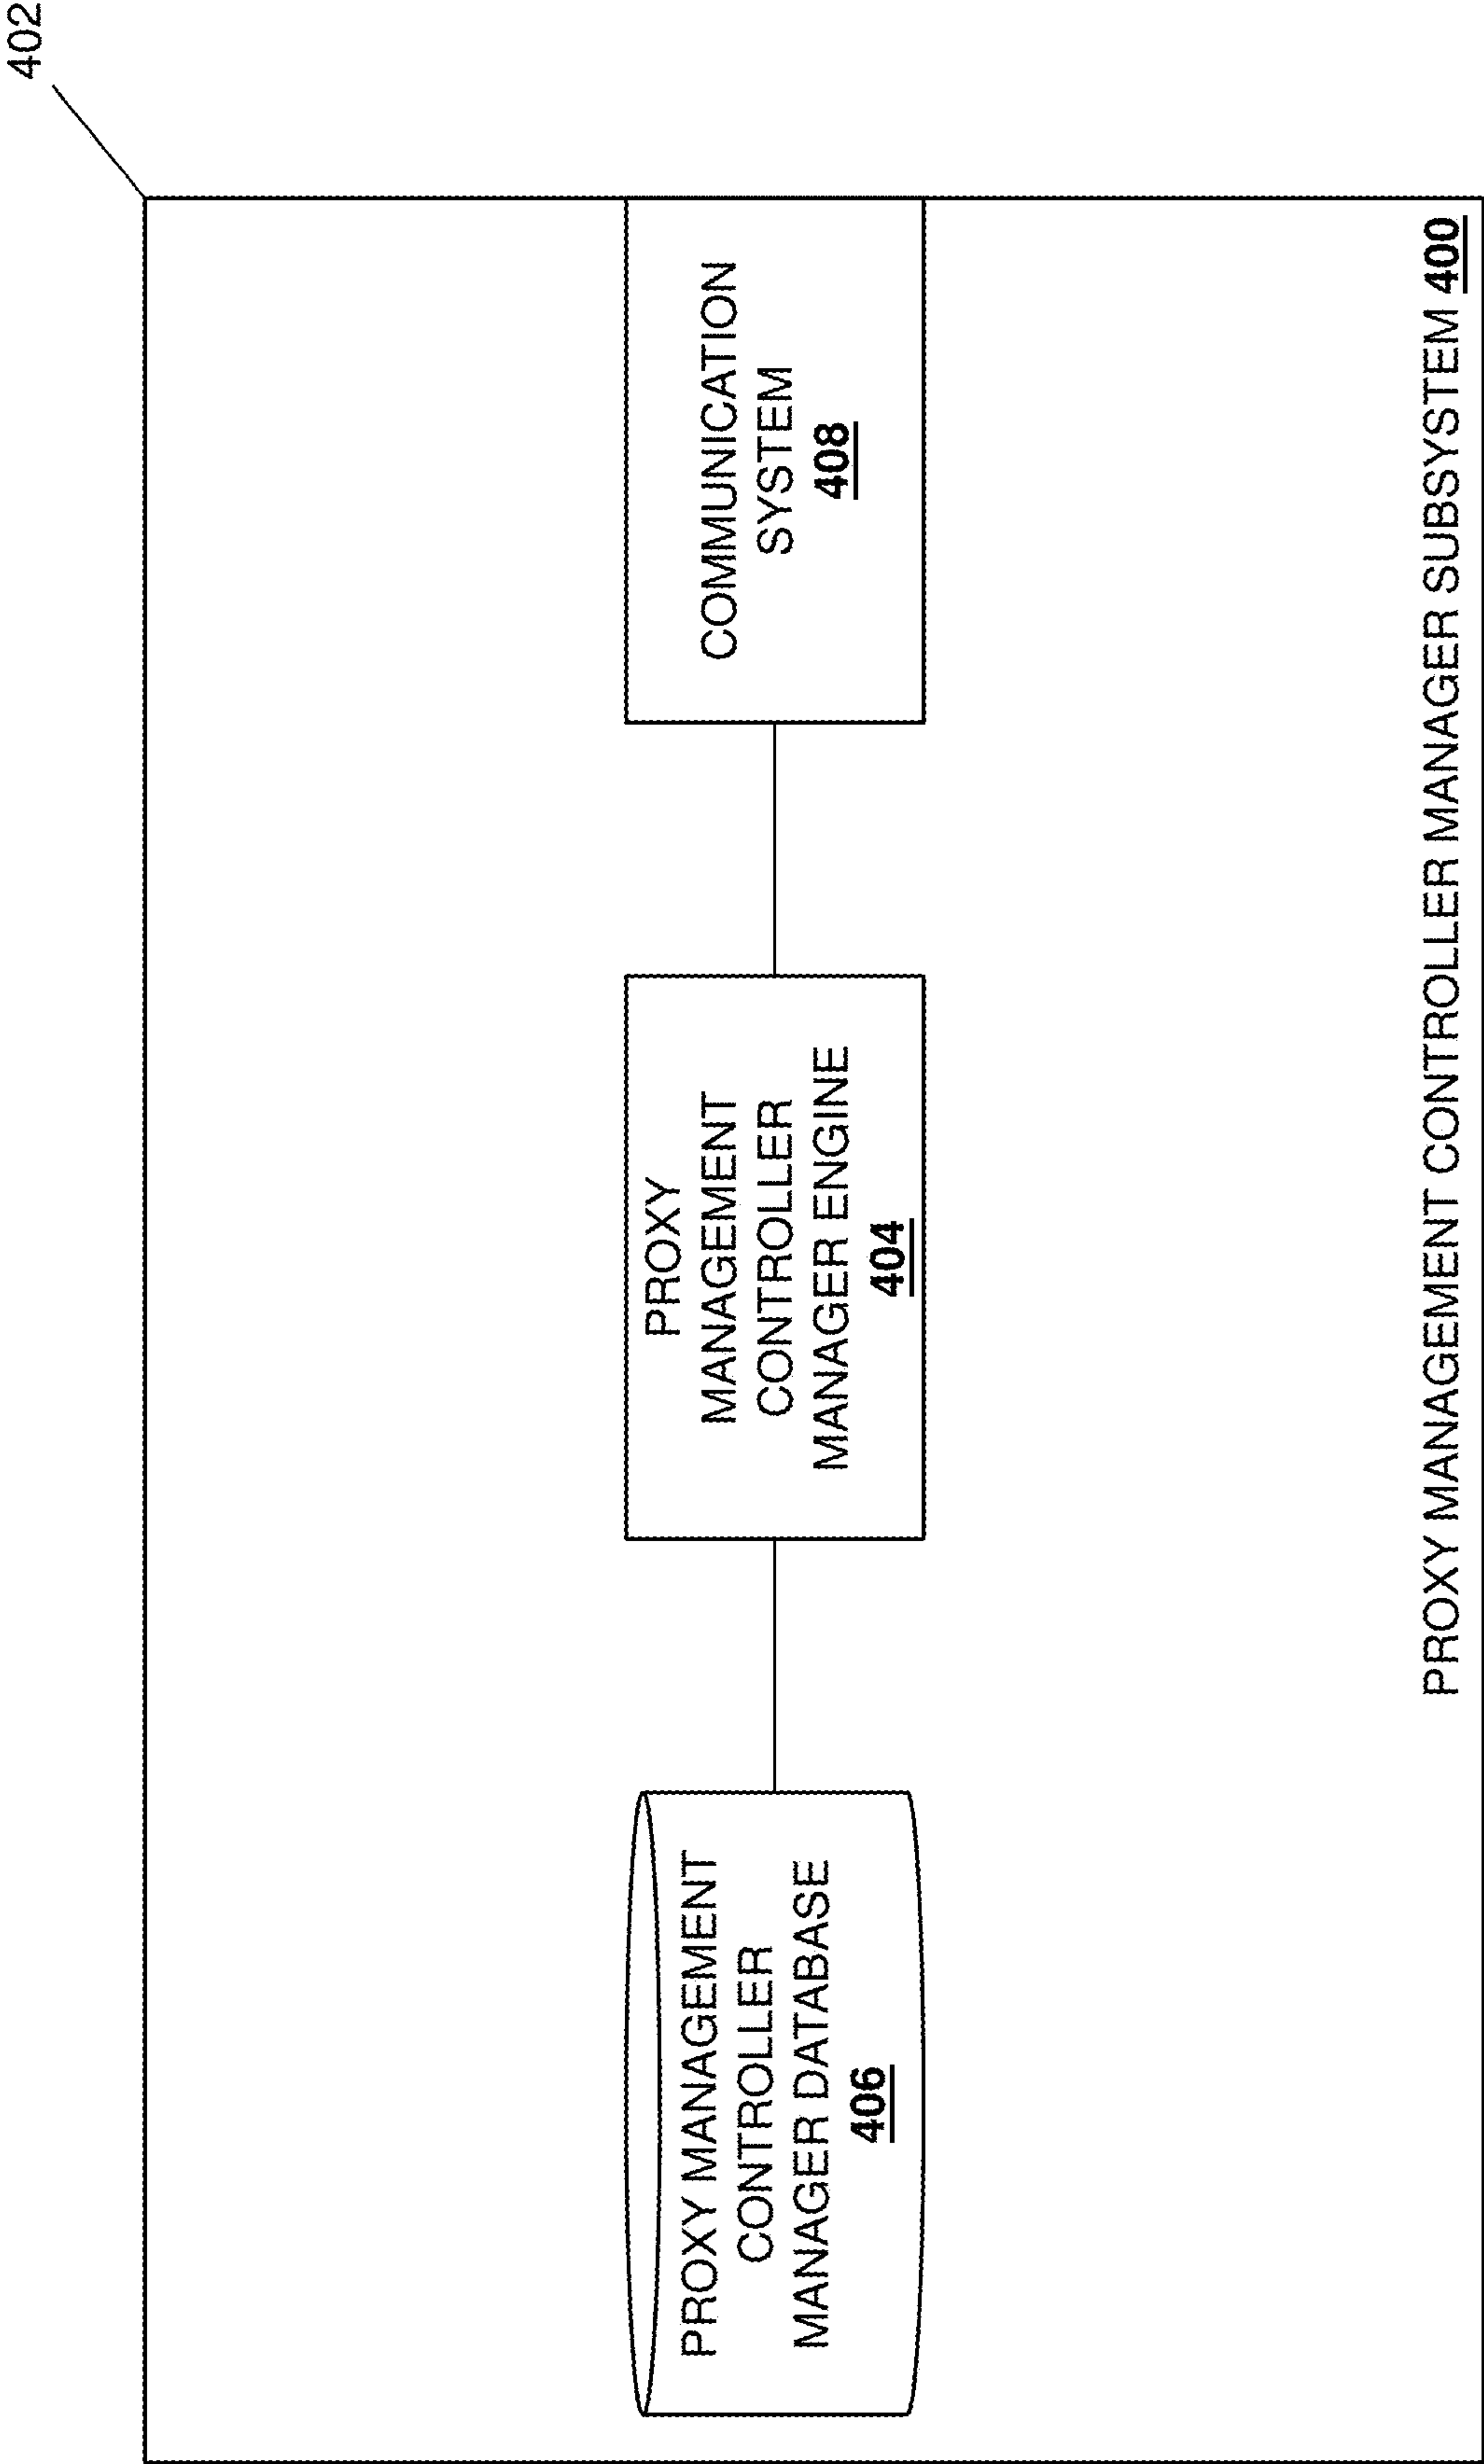 402
PROXY MANAGEMENT
CONTROLLER
MANAGER DATABASE
406
PROXY
MANAGEMENT
CONTROLLER
MANAGER ENGINE
404
COMMUNICATION
SYSTEM
408
PROXY MANAGEMENT CONTROLLER MANAGER SUBSYSTEM 400